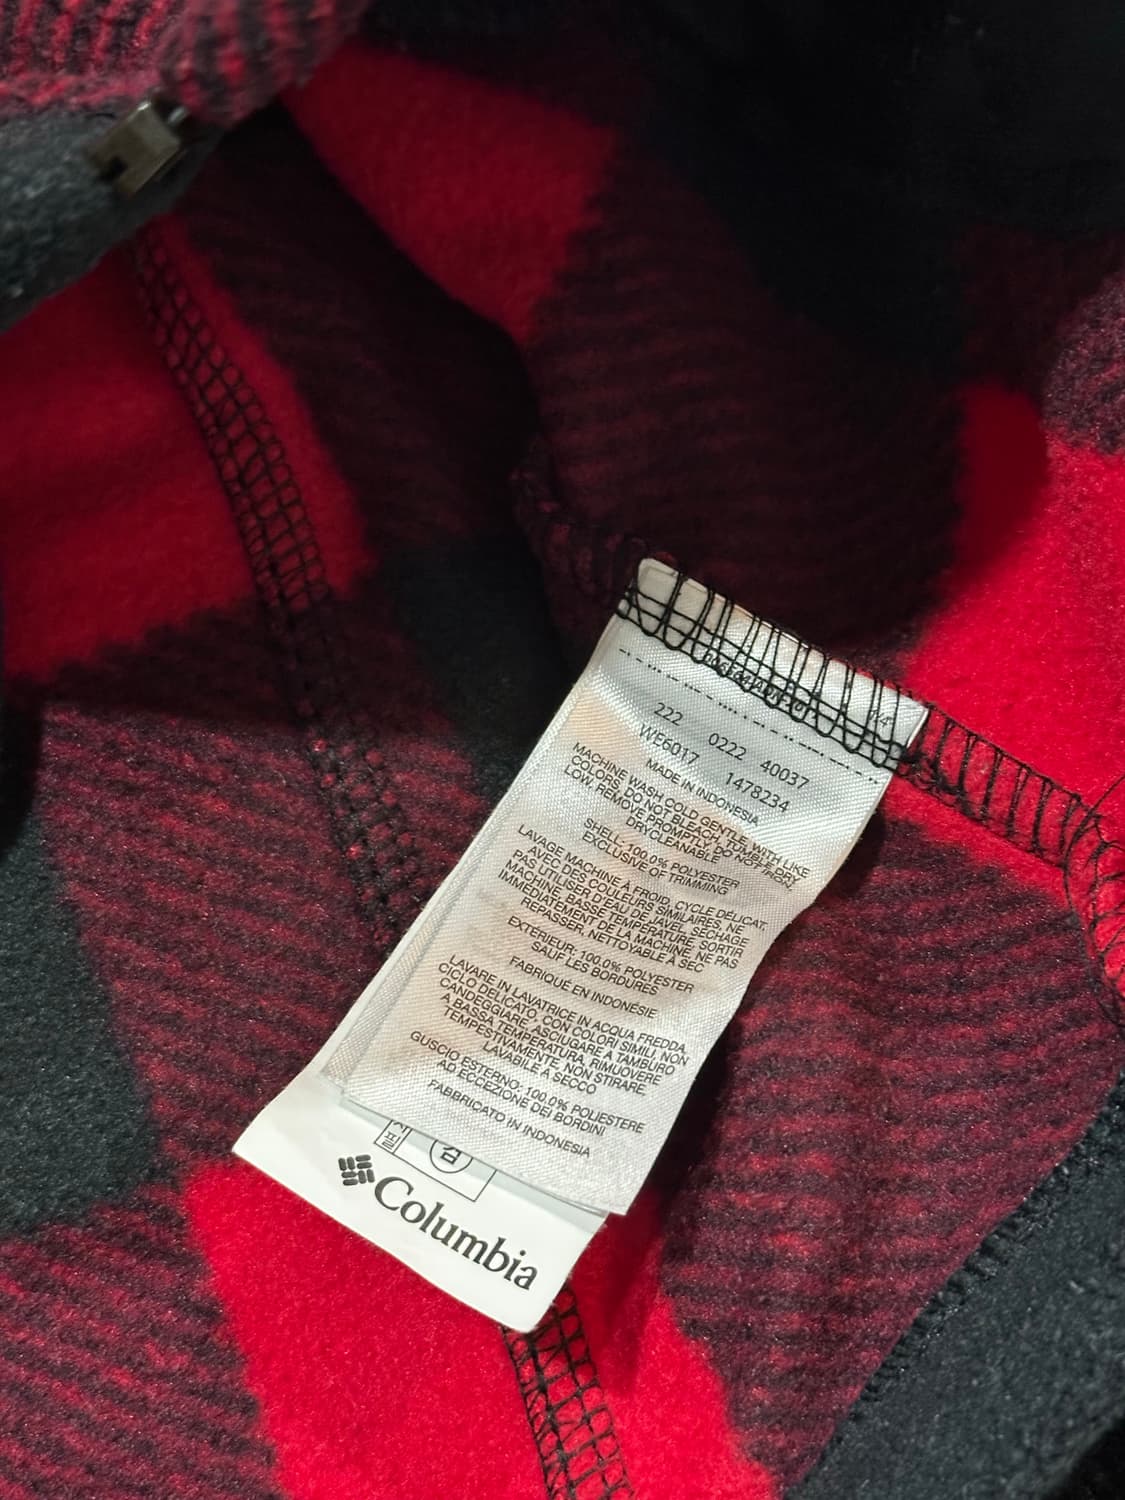 222 0222 40037
WE6017 1478234
MADE IN INDONESIA
MACHINE WASH COLD GENTLE, WITH LIKE
COLORS, DO NOT BLEACH, TUMBLE DRY
LOW, REMOVE PROMPTLY, DO NOT IRON,
DRYCLEANABLE
SHELL: 100.0% POLYESTER
EXCLUSIVE OF TRIMMING
LAVAGE MACHINE À FROID, CYCLE DÉLICAT,
AVEC DES COULEURS SIMILAIRES, NE
PAS UTILISER D'EAU DE JAVEL, SÉCHAGE
MACHINE, BASSE TEMPÉRATURE, SORTIR
IMMÉDIATEMENT DE LA MACHINE, NE PAS
REPASSER, NETTOYABLE À SEC
EXTÉRIEUR: 100.0% POLYESTER
SAUF LES BORDURES
FABRIQUÉ EN INDONÉSIE
LAVARE IN LAVATRICE IN ACQUA FREDDA,
CICLO DELICATO, CON COLORI SIMILI, NON
CANDEGGIARE, ASCIUGARE A TAMBURO
A BASSA TEMPERATURA, RIMUOVERE
TEMPESTIVAMENTE, NON STIRARE,
LAVABILE A SECCO
GUSCIO ESTERNO: 100.0% POLIESTERE
AD ECCEZIONE DEI BORDINI
FABBRICATO IN INDONESIA
Columbia